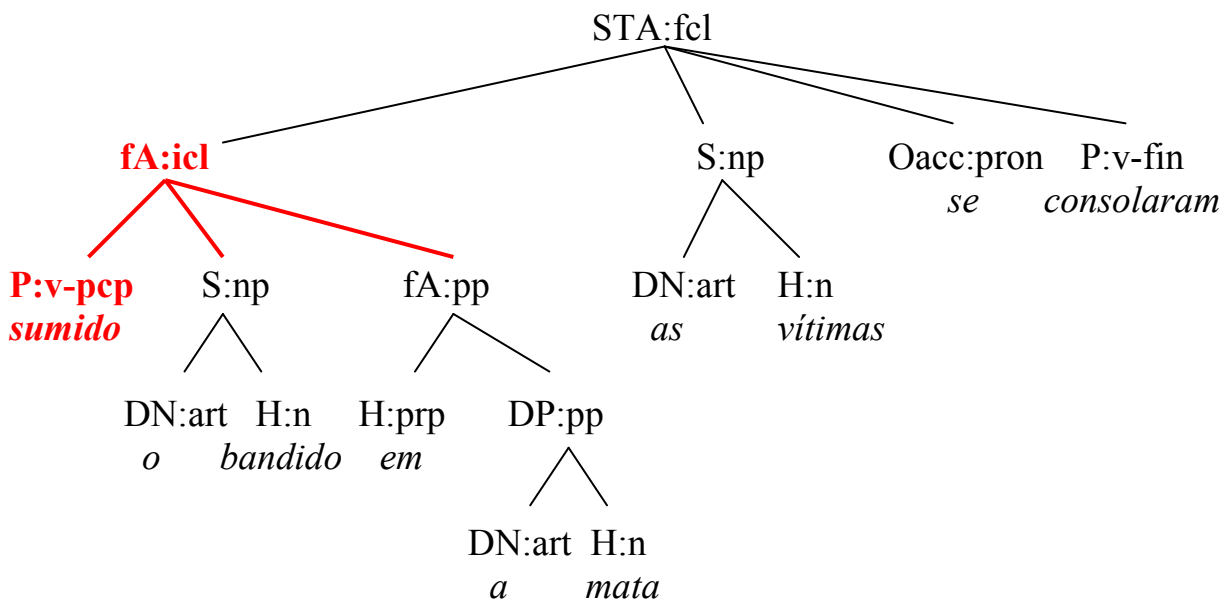 STA:fcl
fA:icl S:np Oacc:pron P:v-fin
se consolaram
P:v-pcp S:np fA:pp DN:art H:n
sumido as vítimas
DN:art H:n H:prp DP:pp
o bandido em
DN:art H:n
a mata